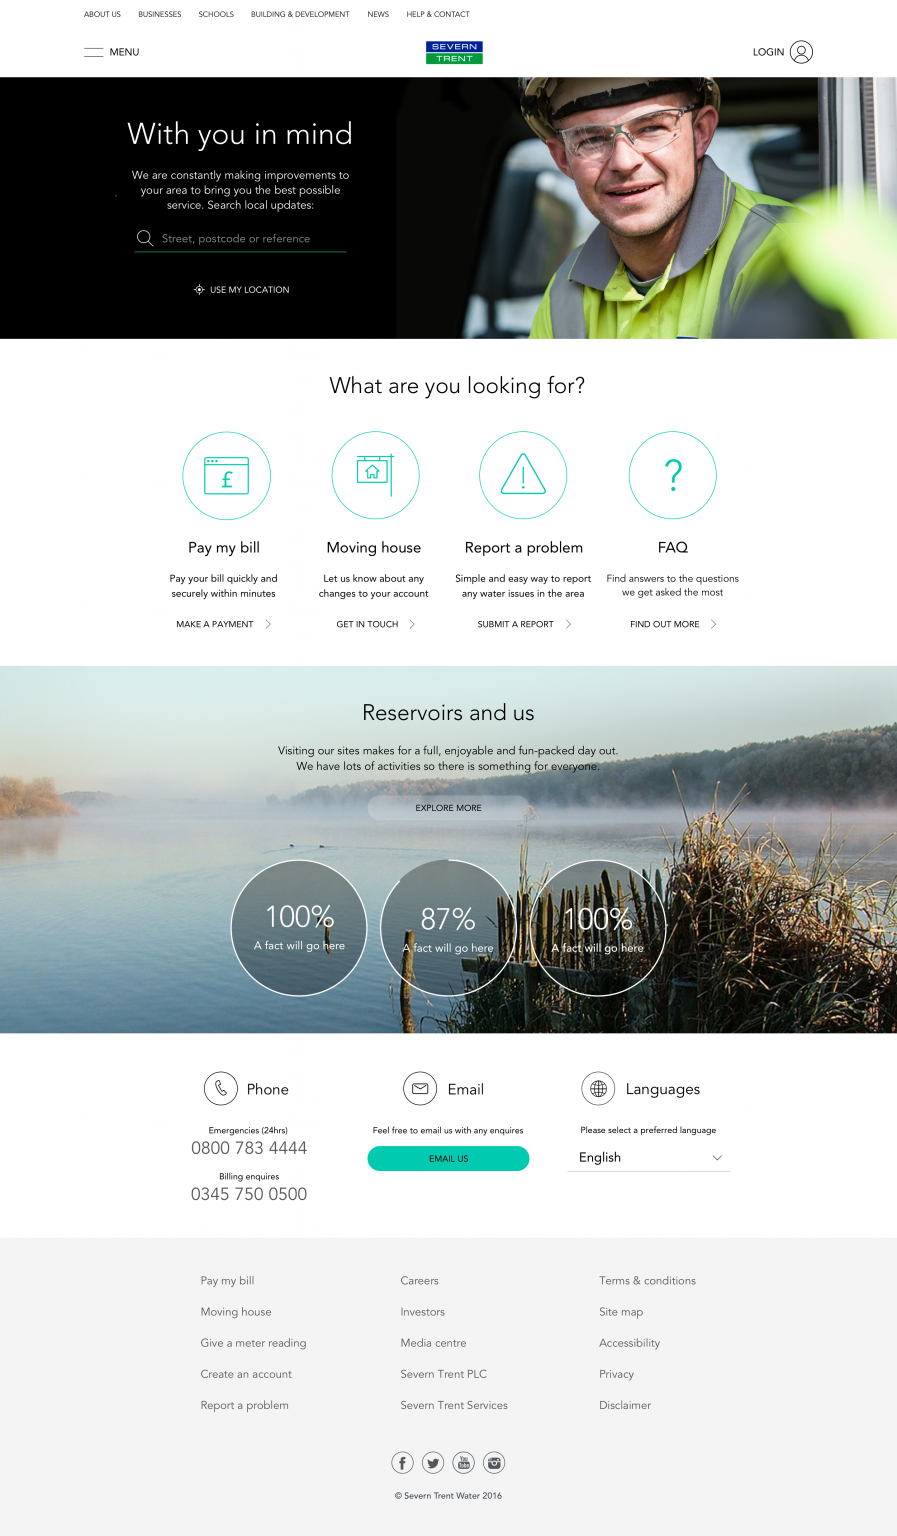 ABOUT US BUSINESSES SCHOOLS BUILDING & DEVELOPMENT NEWS HELP & CONTACT
MENU
SEVERN
TRENT
LOGIN
With you in mind
We are constantly making improvements to
your area to bring you the best possible
service. Search local updates:
Street, postcode or reference
USE MY LOCATION
What are you looking for?
£
?
Pay my bill
Pay your bill quickly and
securely within minutes
MAKE A PAYMENT
Moving house
Let us know about any
changes to your account
GET IN TOUCH
Report a problem
Simple and easy way to report
any water issues in the area
SUBMIT A REPORT
FAQ
Find answers to the questions
we get asked the most
FIND OUT MORE
Reservoirs and us
Visiting our sites makes for a full, enjoyable and fun-packed day out.
We have lots of activities so there is something for everyone.
EXPLORE MORE
100%
A fact will go here
87%
A fact will go here
100%
A fact will go here
Phone
Emergencies (24hrs)
0800 783 4444
Billing enquires
0345 750 0500
Email
Feel free to email us with any enquires
EMAIL US
Languages
Please select a preferred language
English
Pay my bill
Moving house
Give a meter reading
Create an account
Report a problem
Careers
Investors
Media centre
Severn Trent PLC
Severn Trent Services
Terms & conditions
Site map
Accessibility
Privacy
Disclaimer
You Tube
© Severn Trent Water 2016